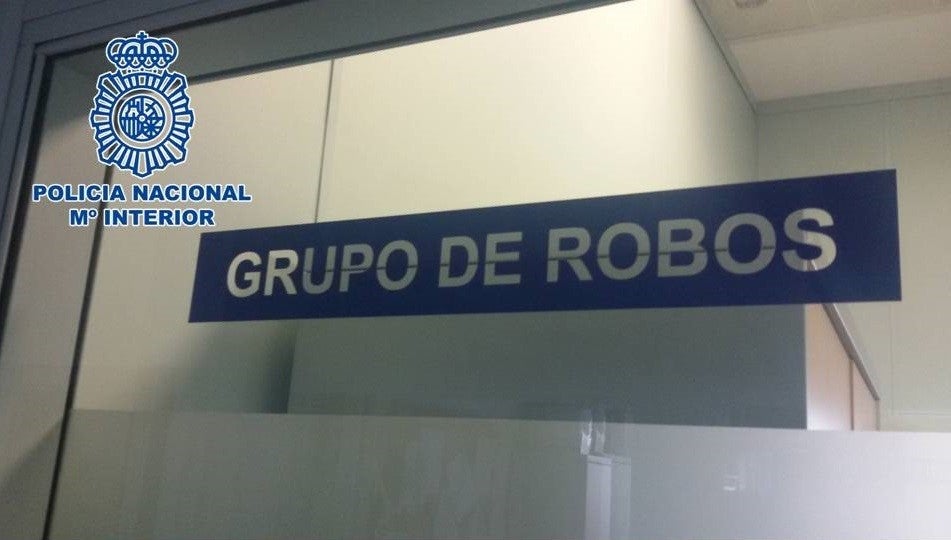 POLICIA NACIONAL
Mº INTERIOR
GRUPO DE ROBOS